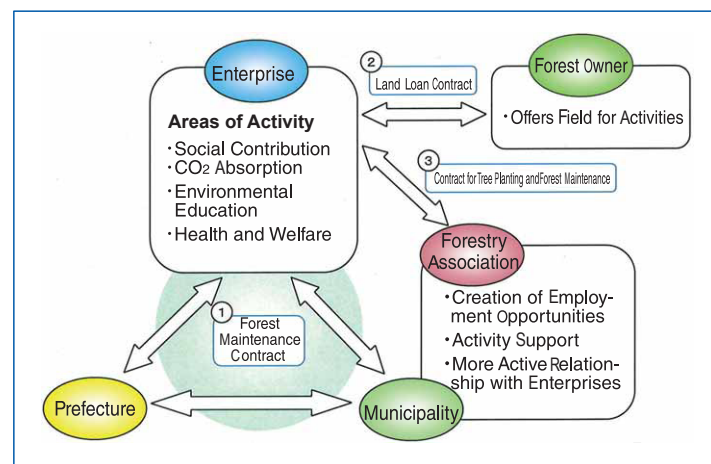 Enterprise
Areas of Activity
・Social Contribution
・CO2 Absorption
・Environmental
Education
・Health and Welfare
2
Land Loan Contract
Forest Owner
・Offers Field for Activities
3
Contract for Tree Planting and Forest Maintenance
Forestry
Association
・Creation of Employ-
ment Opportunities
・Activity Support
・More Active Relation-
ship with Enterprises
1
Forest
Maintenance
Contract
Prefecture
Municipality